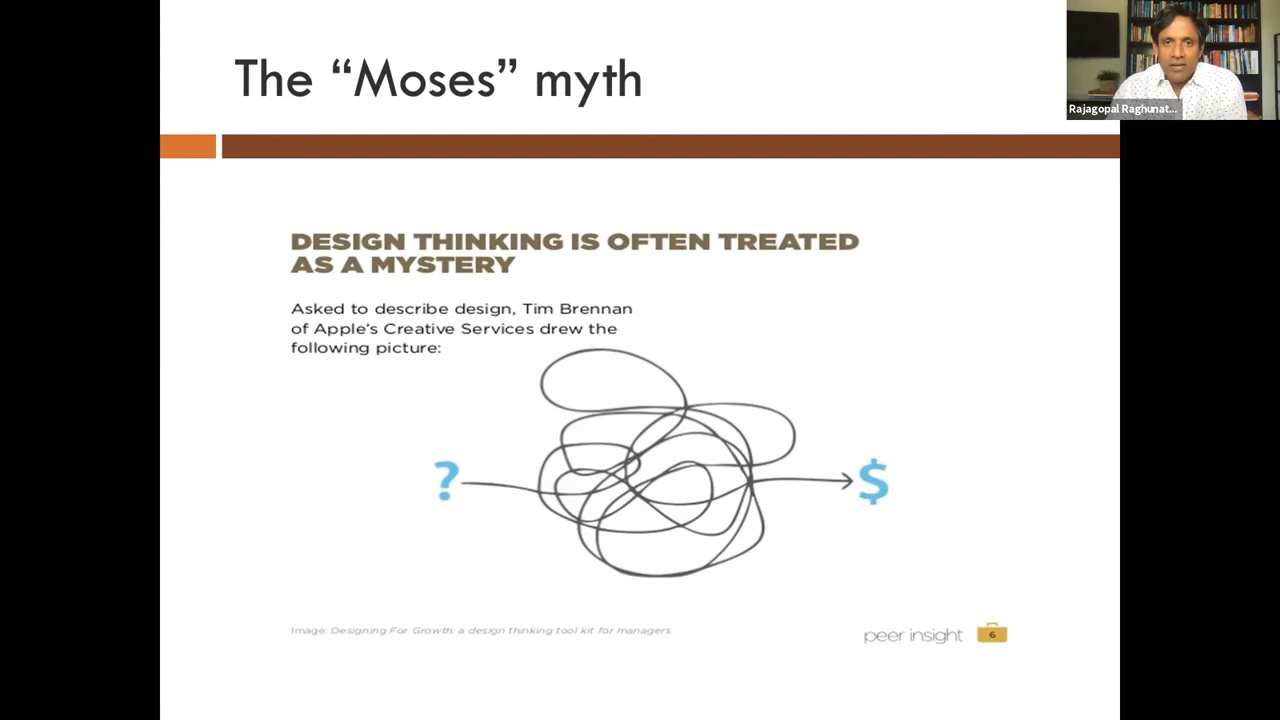 The “Moses” myth
Rajagopal Raghunat...
DESIGN THINKING IS OFTEN TREATED
AS A MYSTERY
Asked to describe design, Tim Brennan
of Apple's Creative Services drew the
following picture:
?
$
Image: Designing For Growth: a design thinking tool kit for managers
peer insight
6